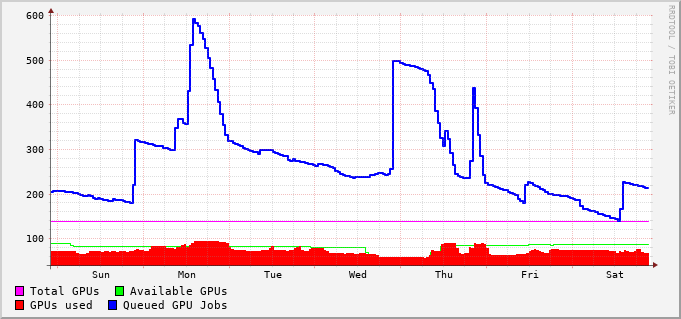 600
500
400
300
200
100
Sun Mon Tue Wed Thu Fri Sat
Total GPUs Available GPUs
GPUs used Queued GPU Jobs
RRDTOOL / TOBI OETIKER